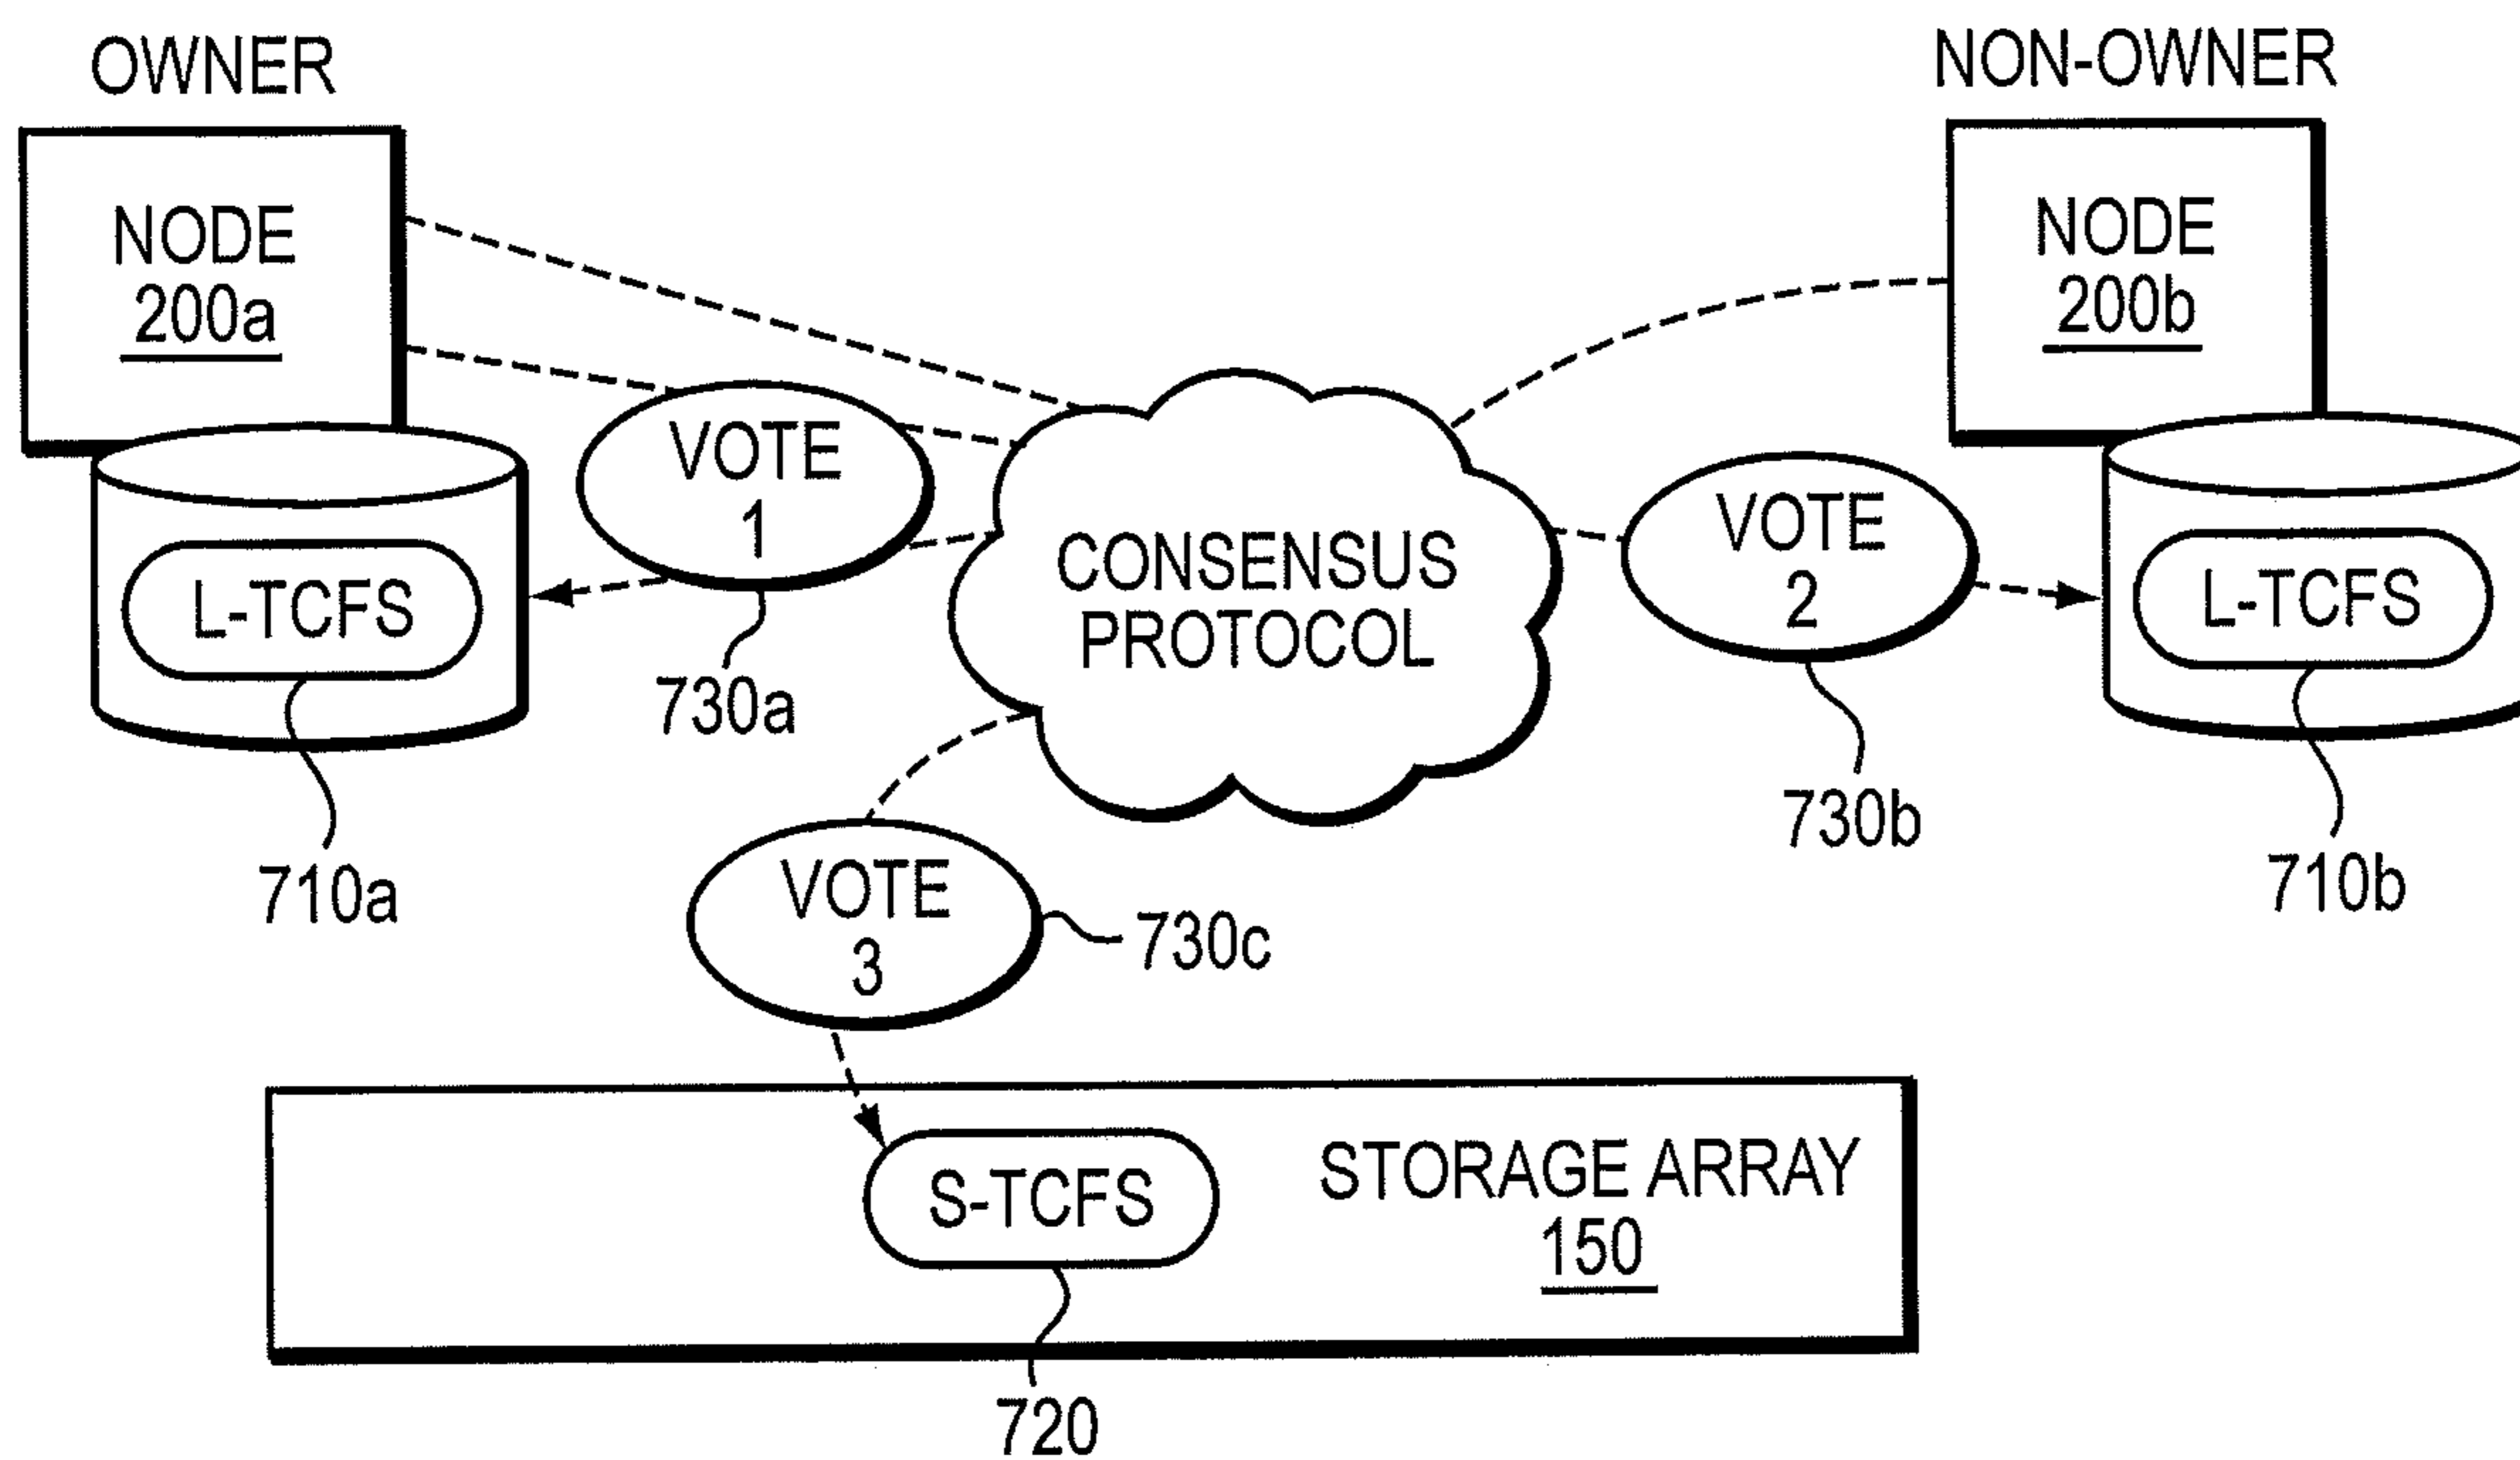 OWNER
NON-OWNER
NODE
200a
NODE
200b
VOTE
1
VOTE
2
CONSENSUS
PROTOCOL
L-TCFS
L-TCFS
730a
730b
710a
710b
VOTE
3
730c
S-TCFS
STORAGE ARRAY
150
720